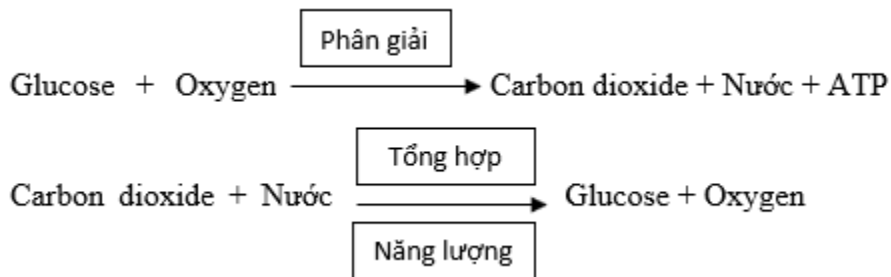 Phân giải
Glucose + Oxygen → Carbon dioxide + Nước + ATP
Tổng hợp
Carbon dioxide + Nước → Glucose + Oxygen
Năng lượng